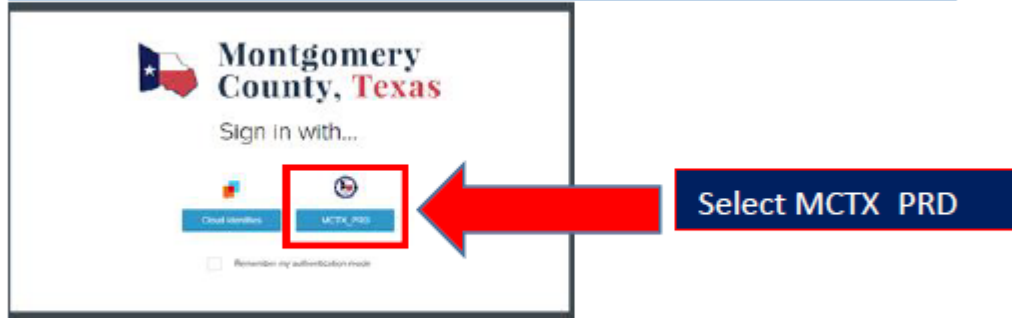 Montgomery
County, Texas
Sign in with...
Cloud Identities
MCTX_PRD
Remember my authentication mode
Select MCTX PRD